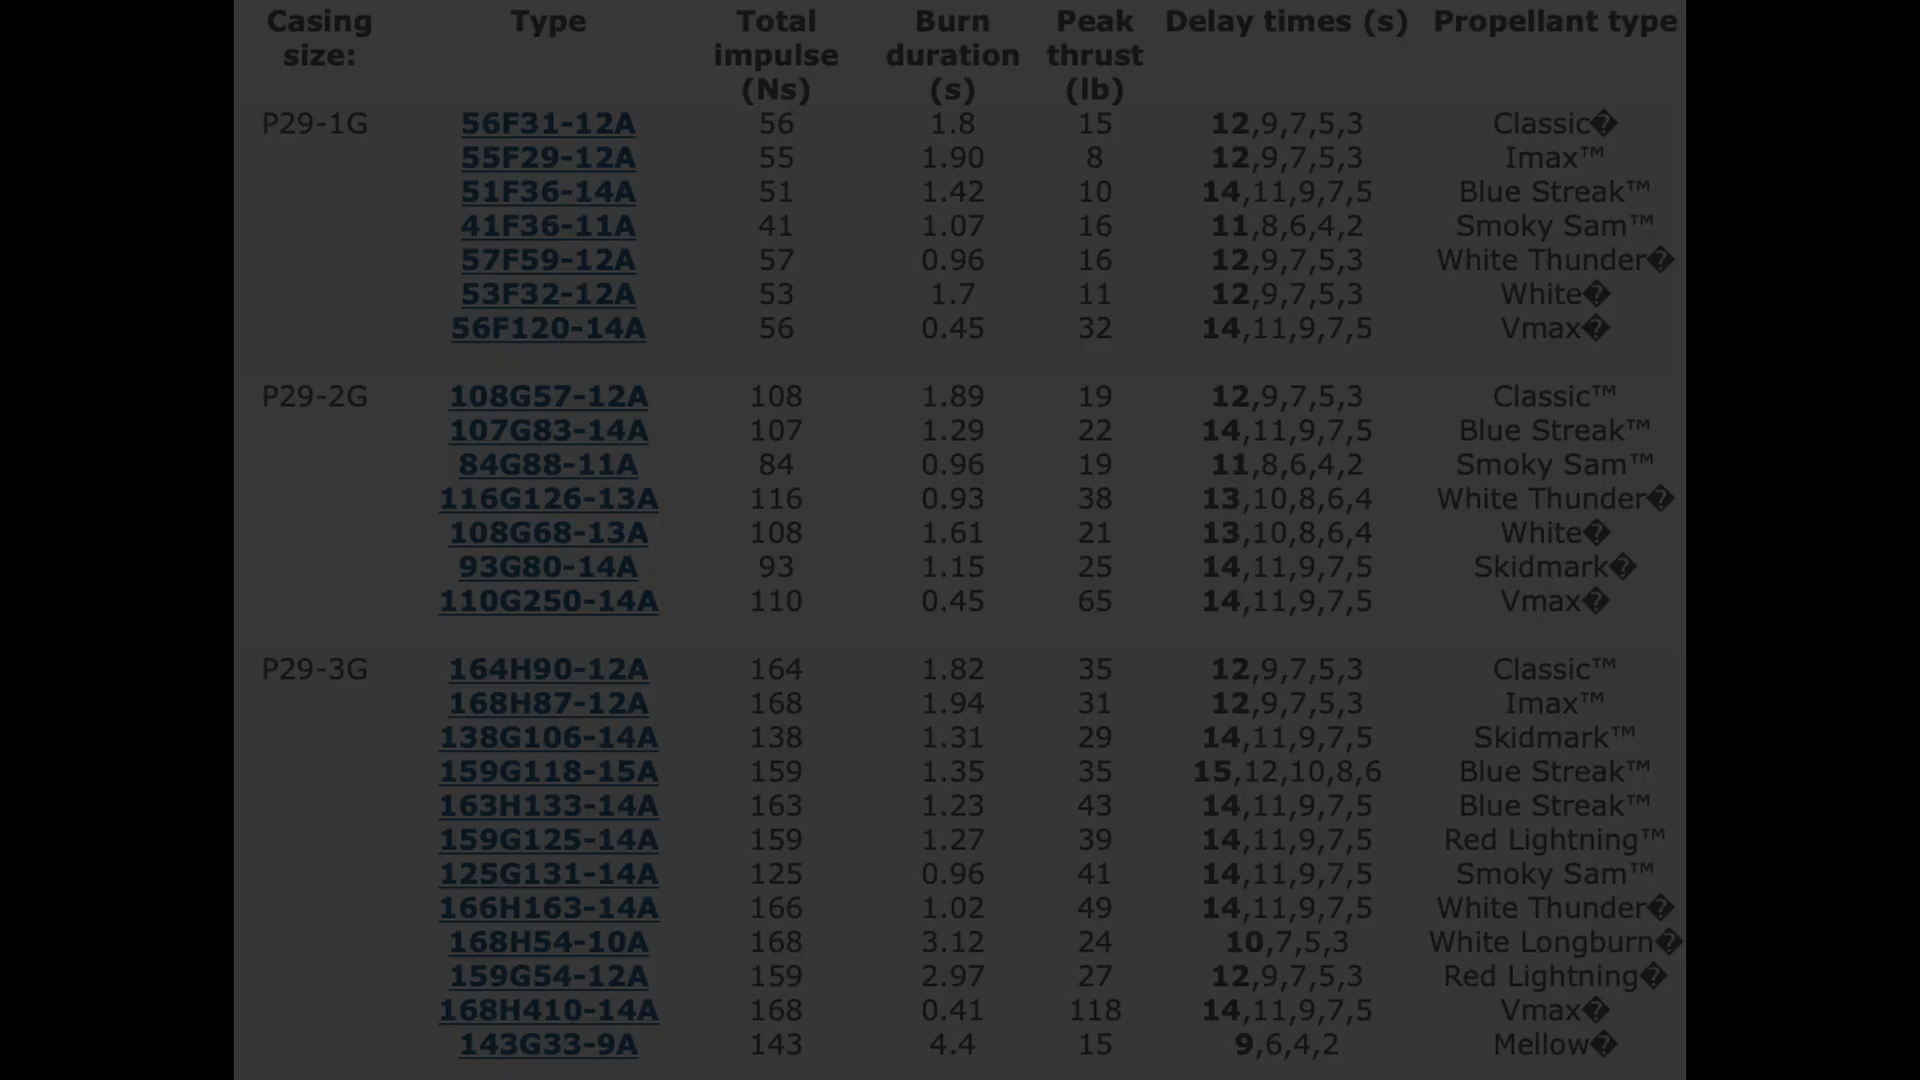 Casing size: Type Total impulse (Ns) Burn duration (s) Peak thrust (lb) Delay times (s) Propellant type
P29-1G 56F31-12A 56 1.8 15 12,9,7,5,3 Classic�
55F29-12A 55 1.90 8 12,9,7,5,3 Imax™
51F36-14A 51 1.42 10 14,11,9,7,5 Blue Streak™
41F36-11A 41 1.07 16 11,8,6,4,2 Smoky Sam™
57F59-12A 57 0.96 16 12,9,7,5,3 White Thunder�
53F32-12A 53 1.7 11 12,9,7,5,3 White�
56F120-14A 56 0.45 32 14,11,9,7,5 Vmax�
P29-2G 108G57-12A 108 1.89 19 12,9,7,5,3 Classic™
107G83-14A 107 1.29 22 14,11,9,7,5 Blue Streak™
84G88-11A 84 0.96 19 11,8,6,4,2 Smoky Sam™
116G126-13A 116 0.93 38 13,10,8,6,4 White Thunder�
108G68-13A 108 1.61 21 13,10,8,6,4 White�
93G80-14A 93 1.15 25 14,11,9,7,5 Skidmark�
110G250-14A 110 0.45 65 14,11,9,7,5 Vmax�
P29-3G 164H90-12A 164 1.82 35 12,9,7,5,3 Classic™
168H87-12A 168 1.94 31 12,9,7,5,3 Imax™
138G106-14A 138 1.31 29 14,11,9,7,5 Skidmark™
159G118-15A 159 1.35 35 15,12,10,8,6 Blue Streak™
163H133-14A 163 1.23 43 14,11,9,7,5 Blue Streak™
159G125-14A 159 1.27 39 14,11,9,7,5 Red Lightning™
125G131-14A 125 0.96 41 14,11,9,7,5 Smoky Sam™
166H163-14A 166 1.02 49 14,11,9,7,5 White Thunder�
168H54-10A 168 3.12 24 10,7,5,3 White Longburn�
159G54-12A 159 2.97 27 12,9,7,5,3 Red Lightning�
168H410-14A 168 0.41 118 14,11,9,7,5 Vmax�
143G33-9A 143 4.4 15 9,6,4,2 Mellow�